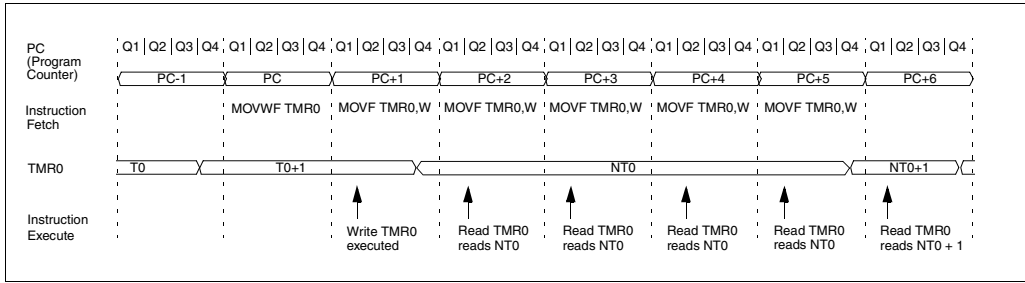 Q1 Q2 Q3 Q4 Q1 Q2 Q3 Q4 Q1 Q2 Q3 Q4 Q1 Q2 Q3 Q4 Q1 Q2 Q3 Q4 Q1 Q2 Q3 Q4 Q1 Q2 Q3 Q4 Q1 Q2 Q3 Q4
PC
(Program
Counter)
PC-1 PC PC+1 PC+2 PC+3 PC+4 PC+5 PC+6
Instruction
Fetch
MOVWF TMR0 MOVF TMR0,W MOVF TMR0,W MOVF TMR0,W MOVF TMR0,W MOVF TMR0,W
TMR0 T0 T0+1 NT0 NT0+1
Instruction
Execute
Write TMR0
executed
Read TMR0
reads NT0
Read TMR0
reads NT0
Read TMR0
reads NT0
Read TMR0
reads NT0
Read TMR0
reads NT0 + 1